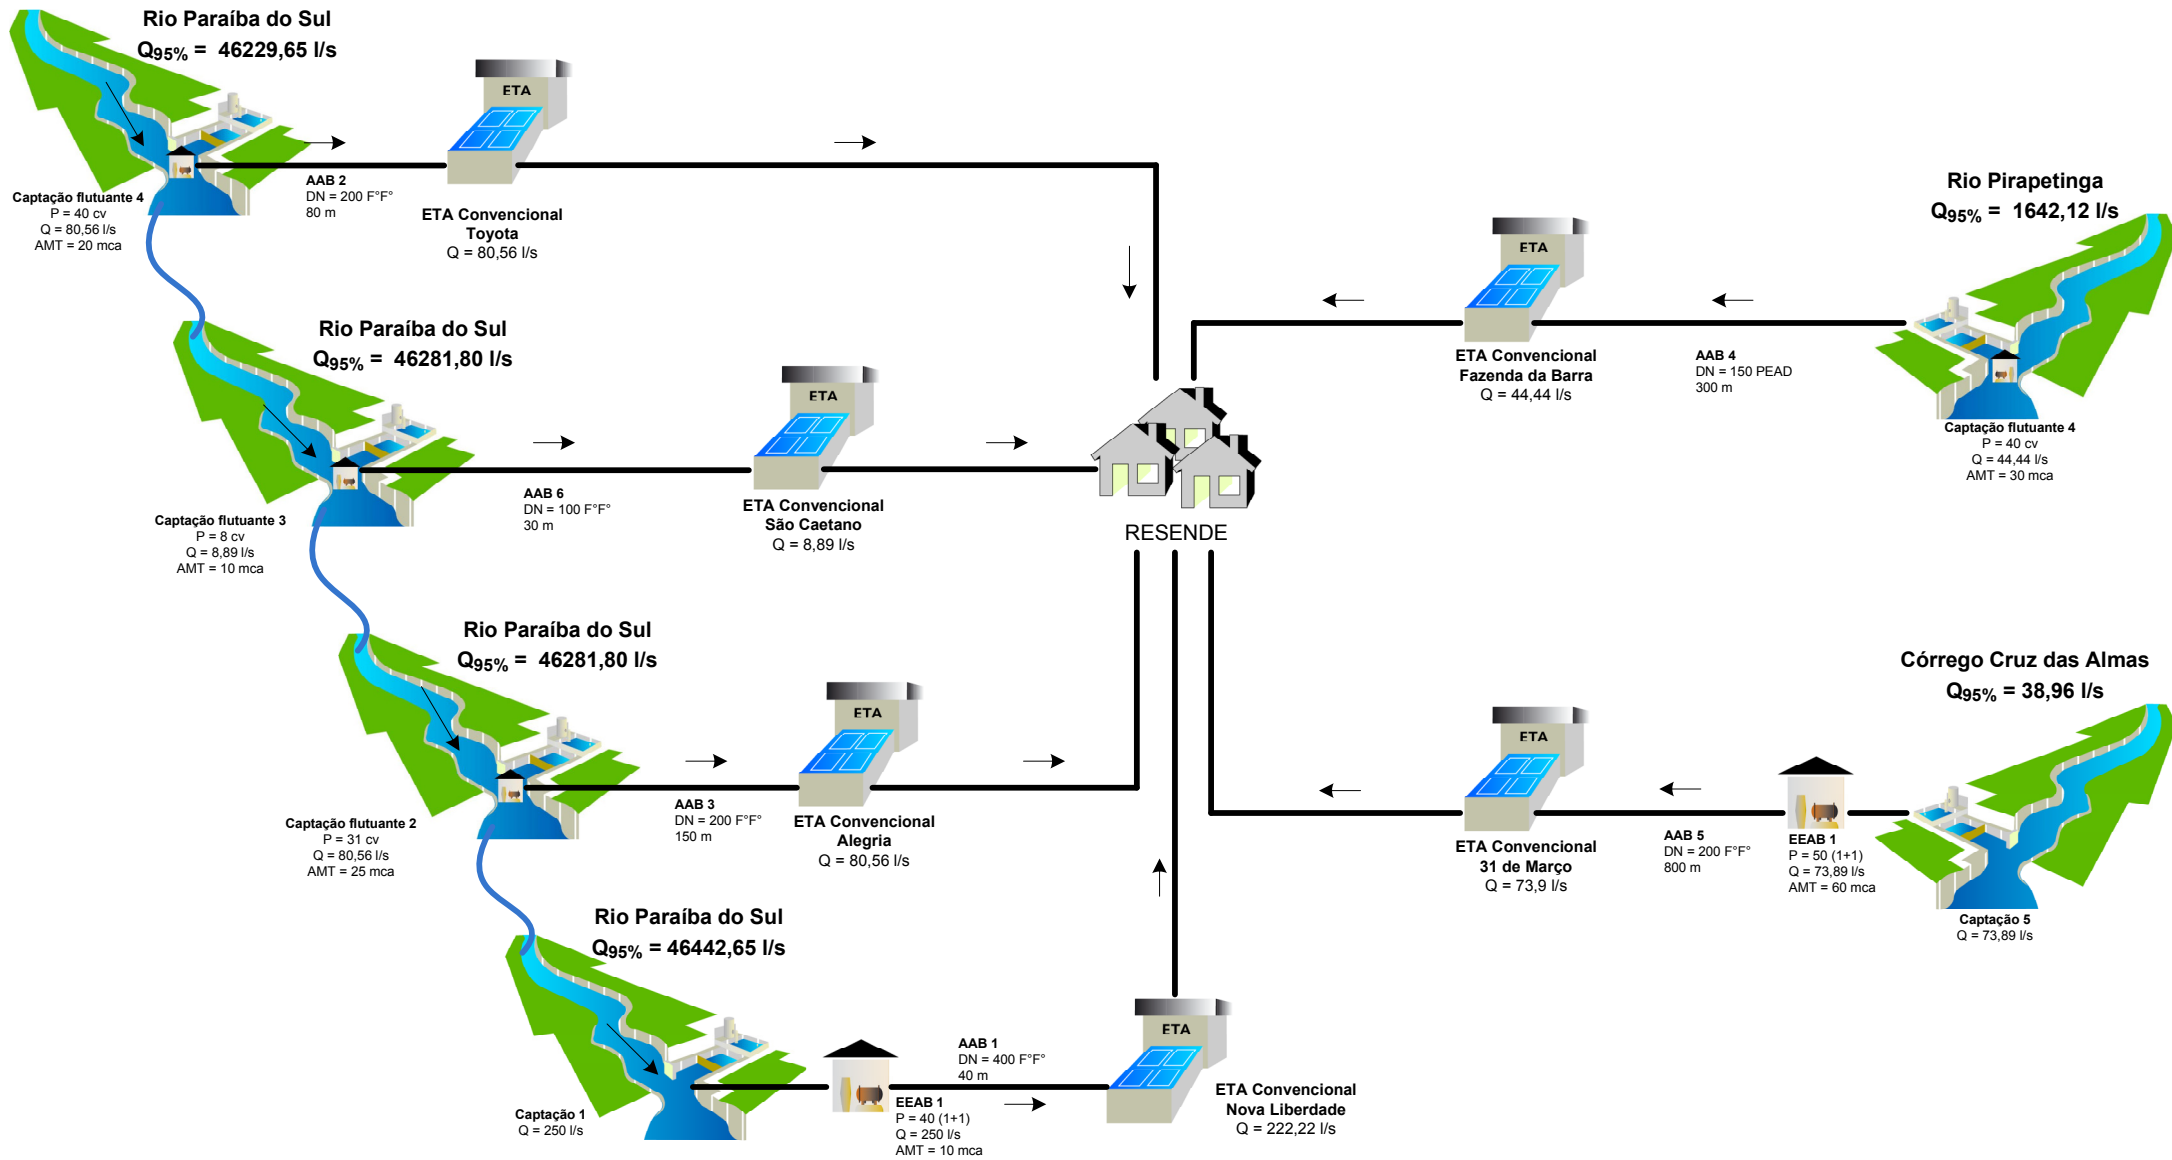 Rio Paraíba do Sul
Q95% = 46229,65 l/s
ETA
Captação flutuante 4
P = 40 cv
Q = 80,56 l/s
AMT = 20 mca
AAB 2
DN = 200 F°F°
80 m
ETA Convencional
Toyota
Q = 80,56 l/s
Rio Pirapetinga
Q95% = 1642,12 l/s
ETA
ETA Convencional
Fazenda da Barra
Q = 44,44 l/s
AAB 4
DN = 150 PEAD
300 m
Captação flutuante 4
P = 40 cv
Q = 44,44 l/s
AMT = 30 mca
Rio Paraíba do Sul
Q95% = 46281,80 l/s
ETA
Captação flutuante 3
P = 8 cv
Q = 8,89 l/s
AMT = 10 mca
AAB 6
DN = 100 F°F°
30 m
ETA Convencional
São Caetano
Q = 8,89 l/s
RESENDE
Rio Paraíba do Sul
Q95% = 46281,80 l/s
ETA
Captação flutuante 2
P = 31 cv
Q = 80,56 l/s
AMT = 25 mca
AAB 3
DN = 200 F°F°
150 m
ETA Convencional
Alegria
Q = 80,56 l/s
Córrego Cruz das Almas
Q95% = 38,96 l/s
ETA
ETA Convencional
31 de Março
Q = 73,9 l/s
AAB 5
DN = 200 F°F°
800 m
EEAB 1
P = 50 (1+1)
Q = 73,89 l/s
AMT = 60 mca
Captação 5
Q = 73,89 l/s
Rio Paraíba do Sul
Q95% = 46442,65 l/s
Captação 1
Q = 250 l/s
AAB 1
DN = 400 F°F°
40 m
EEAB 1
P = 40 (1+1)
Q = 250 l/s
AMT = 10 mca
ETA
ETA Convencional
Nova Liberdade
Q = 222,22 l/s